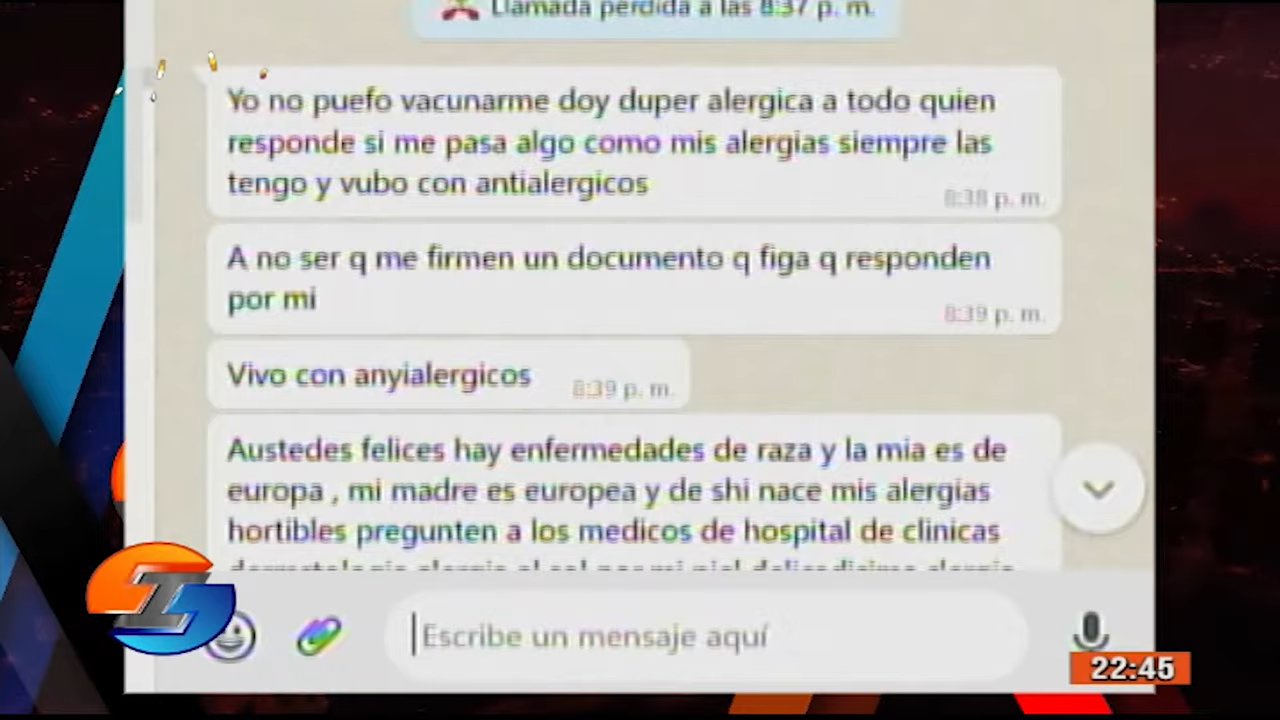 Llamada perdida a las 8:37 p. m.
Yo no puefo vacunarme doy duper alergica a todo quien
responde si me pasa algo como mis alergias siempre las
tengo y vubo con antialergicos
8:38 p. m.
A no ser q me firmen un documento q figa q responden
por mi
8:39 p. m.
Vivo con anyialergicos
8:39 p. m.
Austedes felices hay enfermedades de raza y la mia es de
europa , mi madre es europea y de shi nace mis alergias
hortibles pregunten a los medicos de hospital de clinicas
Escribe un mensaje aquí
22:45